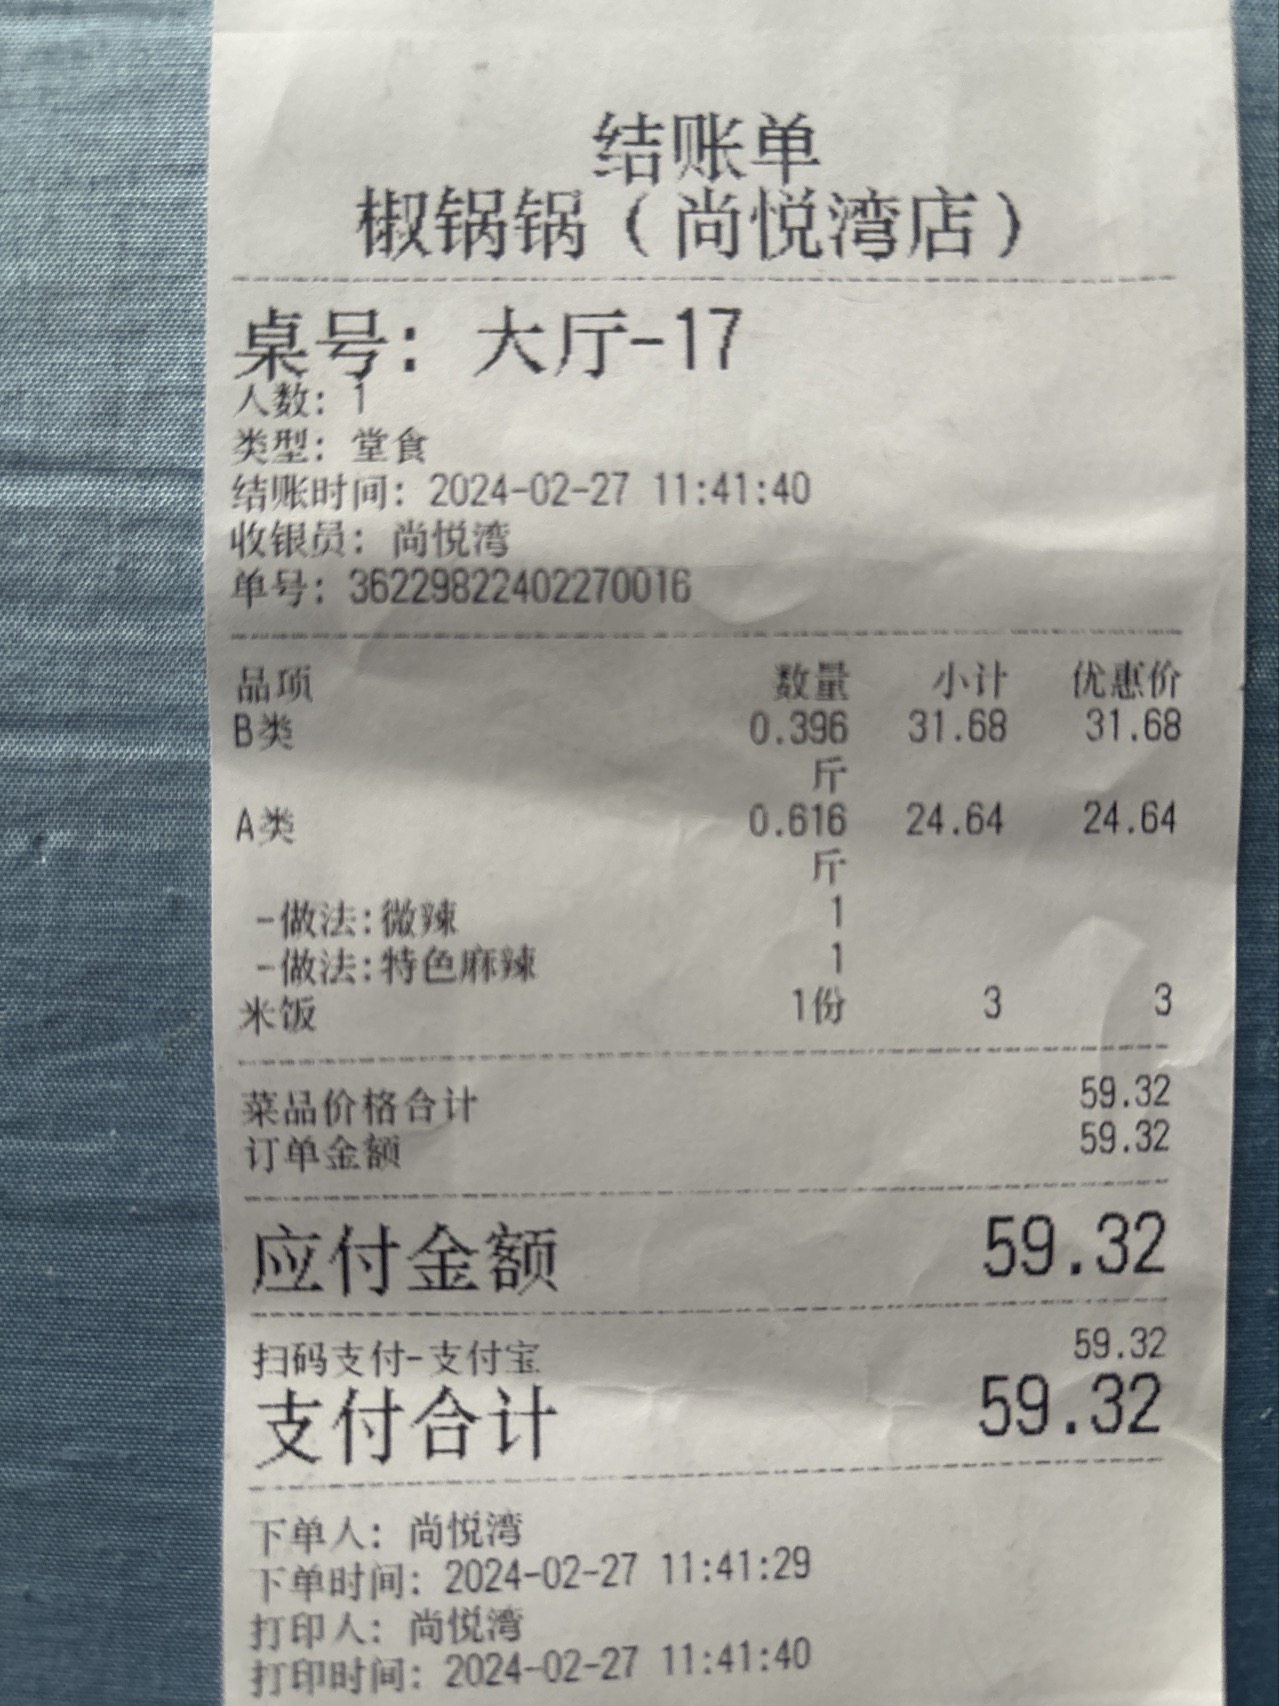 结账单
椒锅锅（尚悦湾店）
桌号: 大厅-17
人数: 1
类型: 堂食
结账时间: 2024-02-27 11:41:40
收银员: 尚悦湾
单号: 36229822402270016
品项 数量 小计 优惠价
B类 0.396 31.68 31.68
斤
A类 0.616 24.64 24.64
斤
-做法:微辣 1
-做法:特色麻辣 1
米饭 1份 3 3
菜品价格合计 59.32
订单金额 59.32
应付金额 59.32
扫码支付-支付宝 59.32
支付合计 59.32
下单人: 尚悦湾
下单时间: 2024-02-27 11:41:29
打印人: 尚悦湾
打印时间: 2024-02-27 11:41:40